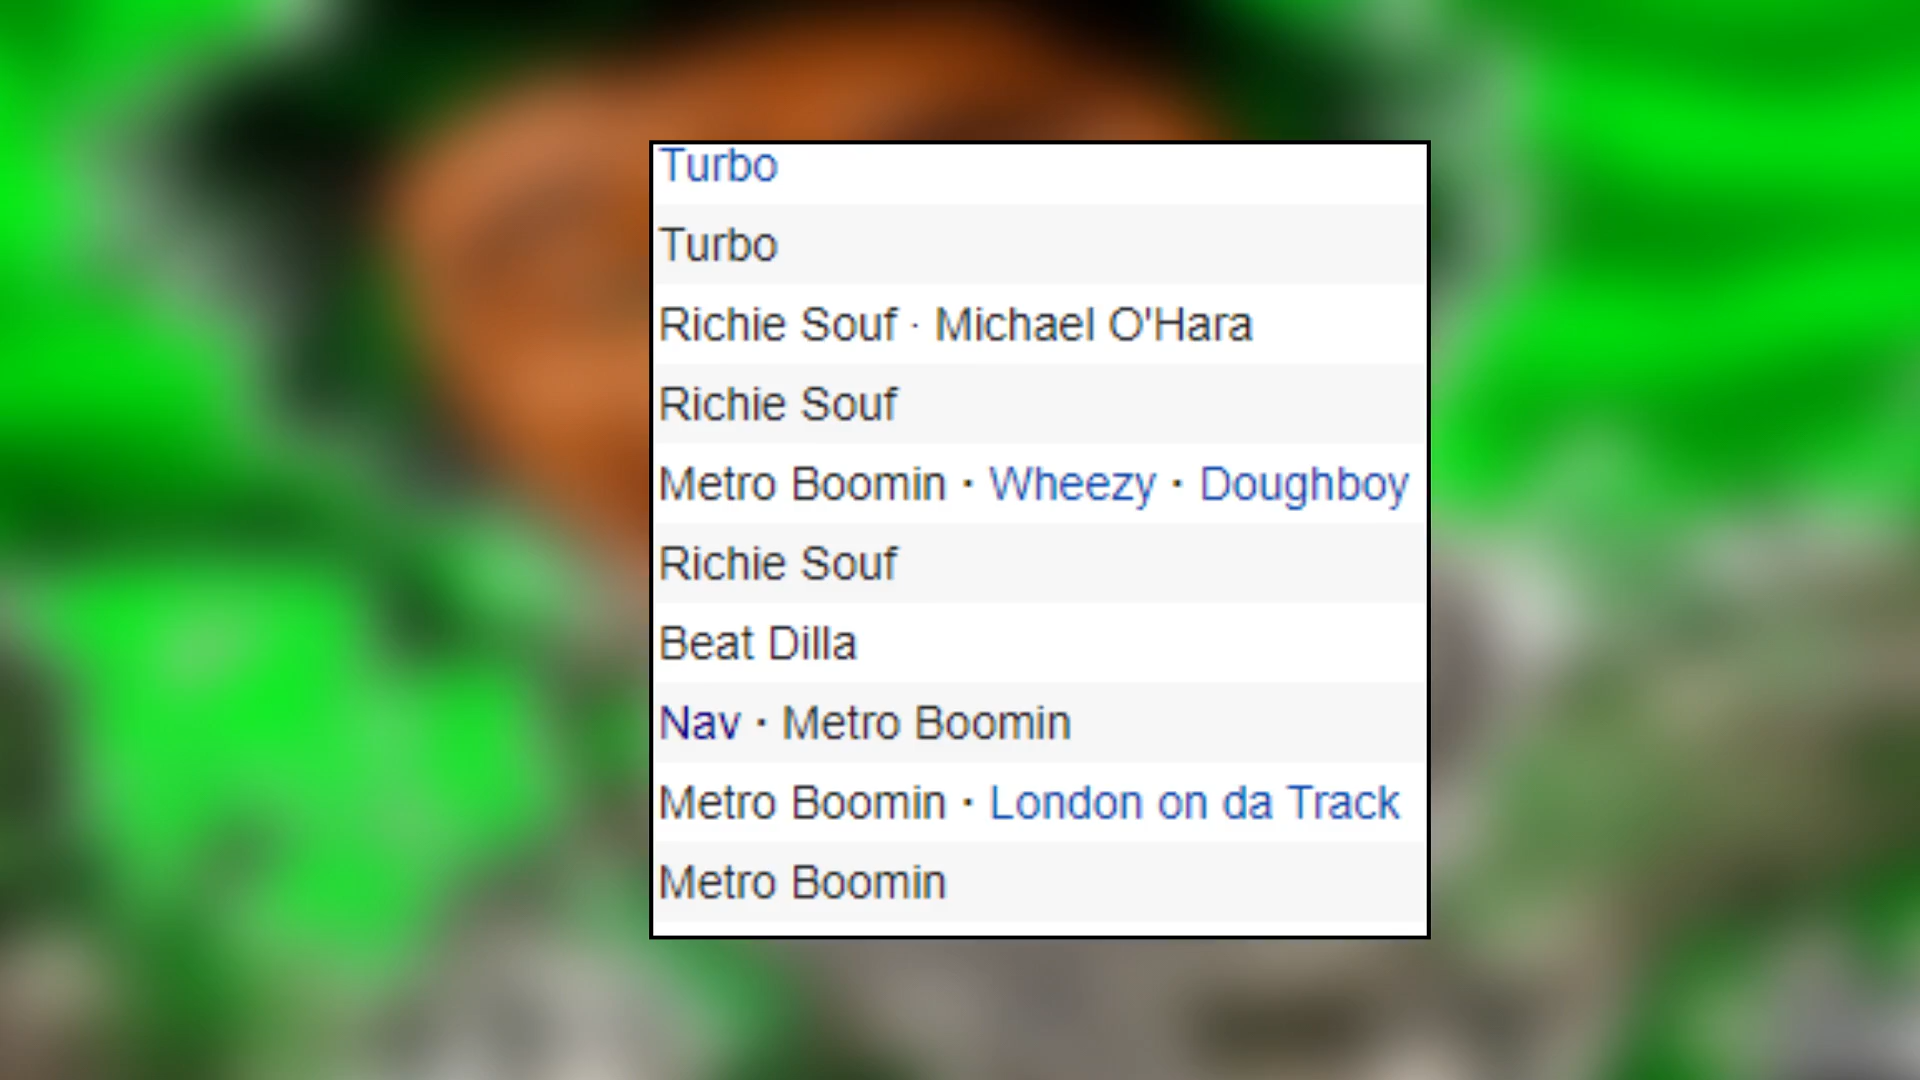 Turbo
Turbo
Richie Souf · Michael O'Hara
Richie Souf
Metro Boomin · Wheezy · Doughboy
Richie Souf
Beat Dilla
Nav · Metro Boomin
Metro Boomin · London on da Track
Metro Boomin